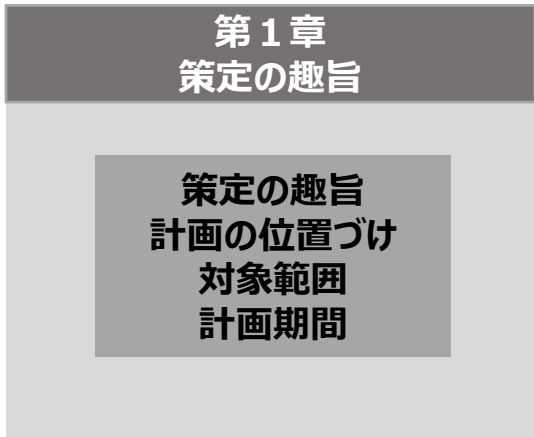 第１章
策定の趣旨
策定の趣旨
計画の位置づけ
対象範囲
計画期間